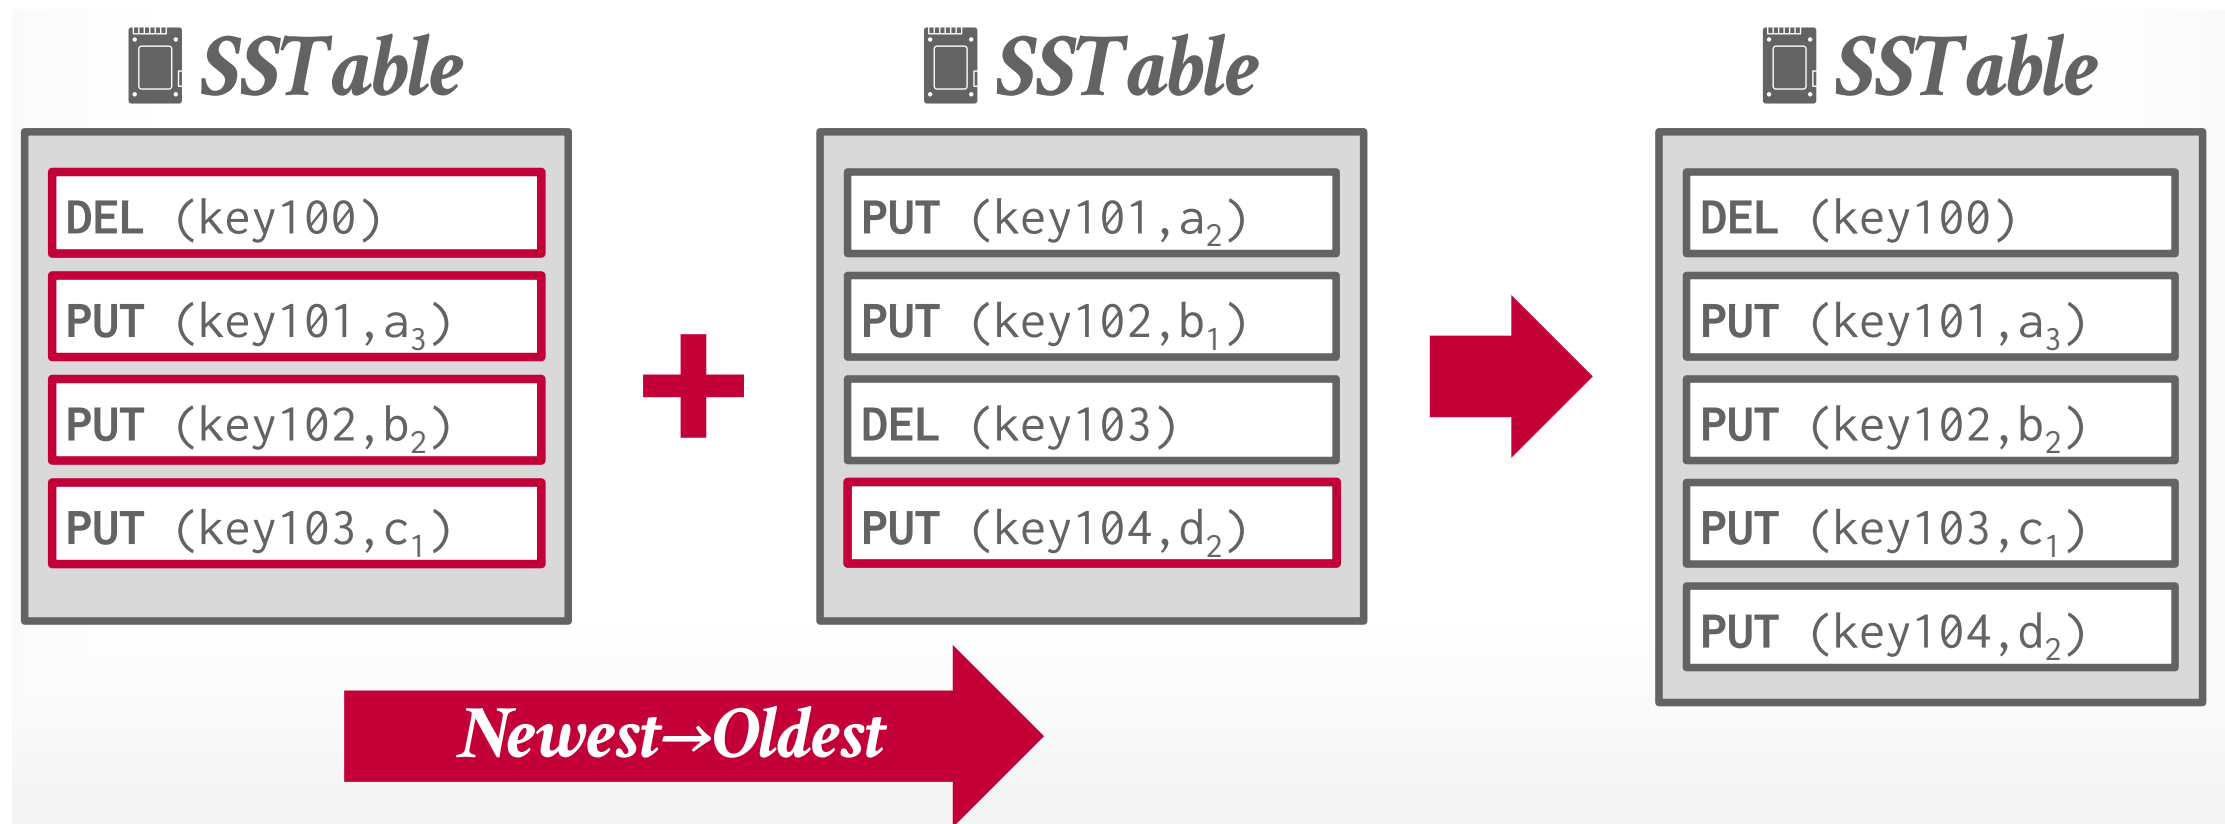 SSTable
DEL (key100)
PUT (key101,a₃)
PUT (key102,b₂)
PUT (key103,c₁)
SSTable
PUT (key101,a₂)
PUT (key102,b₁)
DEL (key103)
PUT (key104,d₂)
Newest→Oldest
SSTable
DEL (key100)
PUT (key101,a₃)
PUT (key102,b₂)
PUT (key103,c₁)
PUT (key104,d₂)